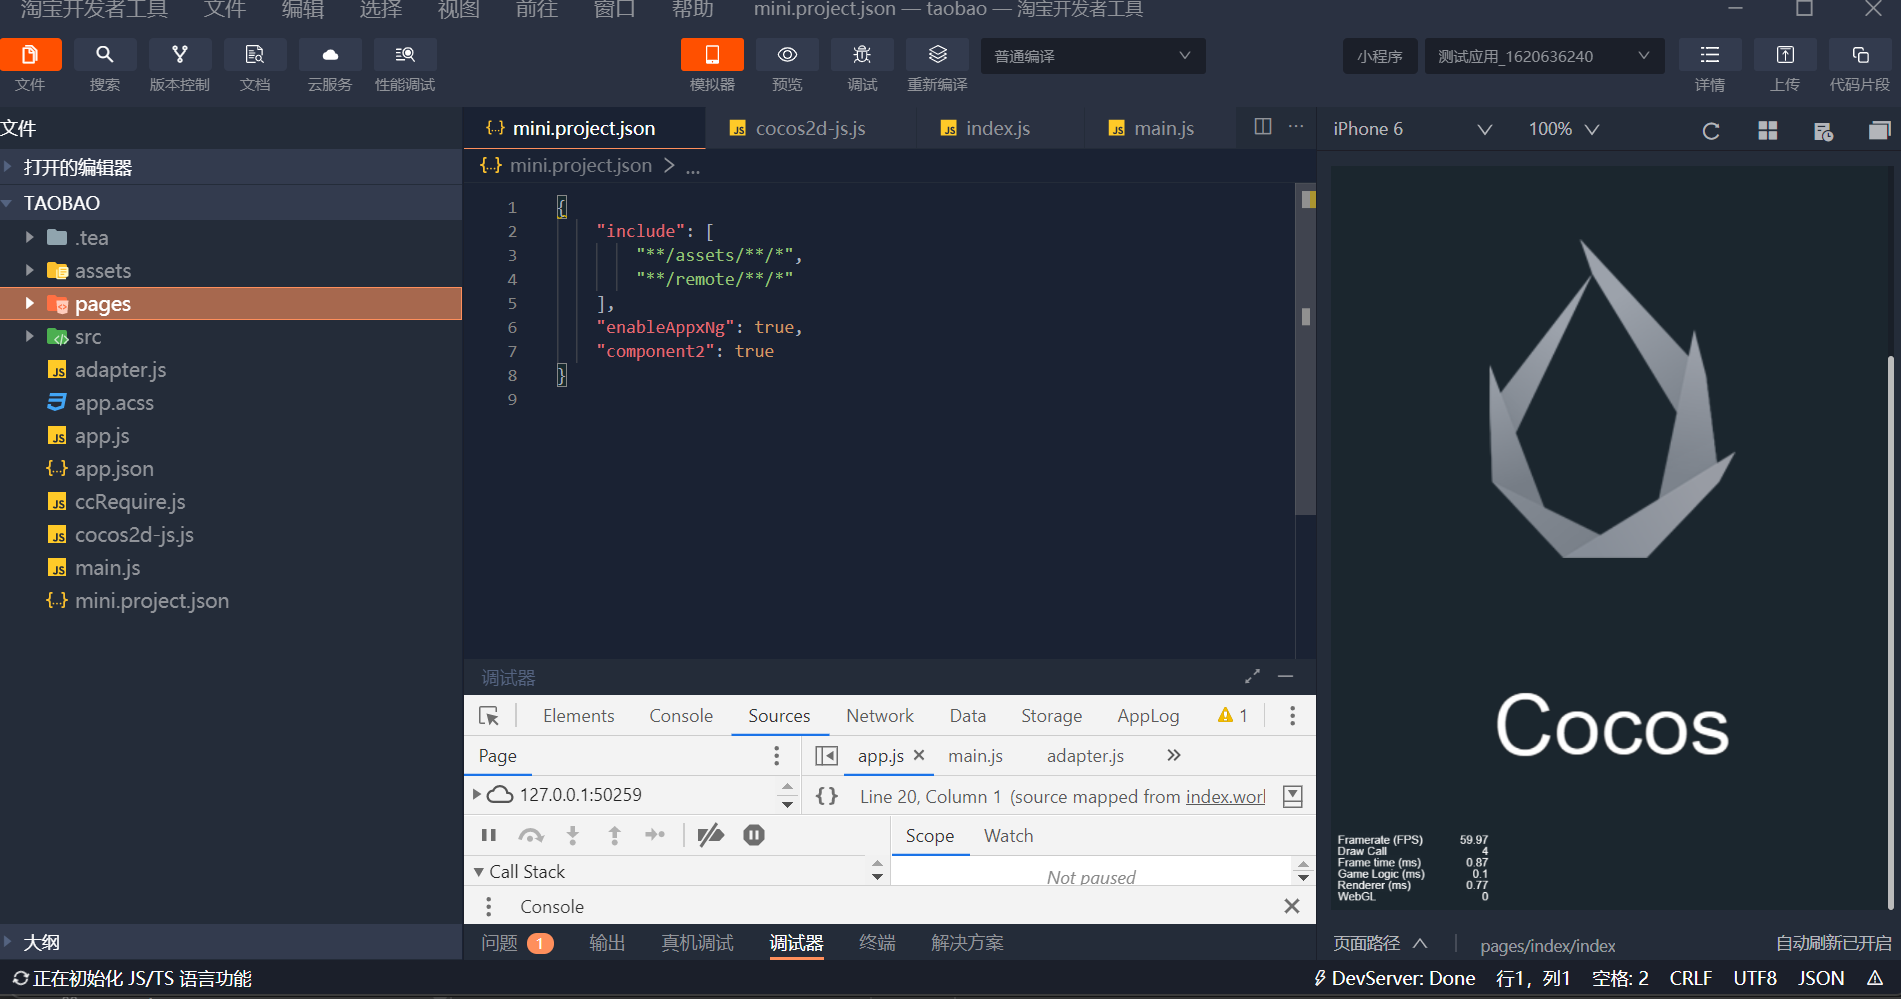 淘宝开发者工具 文件 编辑 选择 视图 前往 窗口 帮助 mini.project.json — taobao — 淘宝开发者工具
文件 搜索 版本控制 文档 云服务 性能调试 模拟器 预览 调试 重新编译 普通编译 小程序 测试应用_1620636240 详情 上传 代码片段
文件
打开的编辑器
TAOBAO
.tea
assets
pages
src
adapter.js
app.acss
app.js
app.json
ccRequire.js
cocos2d-js.js
main.js
mini.project.json
大纲
mini.project.json cocos2d-js.js index.js main.js
mini.project.json > ...
1 {
2 "include": [
3 "**/assets/**/*",
4 "**/remote/**/*"
5 ],
6 "enableAppxNg": true,
7 "component2": true
8 }
9
调试器
Elements Console Sources Network Data Storage AppLog 1
Page app.js main.js adapter.js
127.0.0.1:50259 {} Line 20, Column 1 (source mapped from index.worl
Scope Watch
Call Stack Not paused
Console
问题 1 输出 真机调试 调试器 终端 解决方案
iPhone 6 100%
Cocos
Framerate (FPS) 59.97
Draw Call 4
Frame time (ms) 0.87
Game Logic (ms) 0.1
Renderer (ms) 0.77
WebGL 0
页面路径 pages/index/index 自动刷新已开启
正在初始化 JS/TS 语言功能 DevServer: Done 行1，列1 空格: 2 CRLF UTF8 JSON